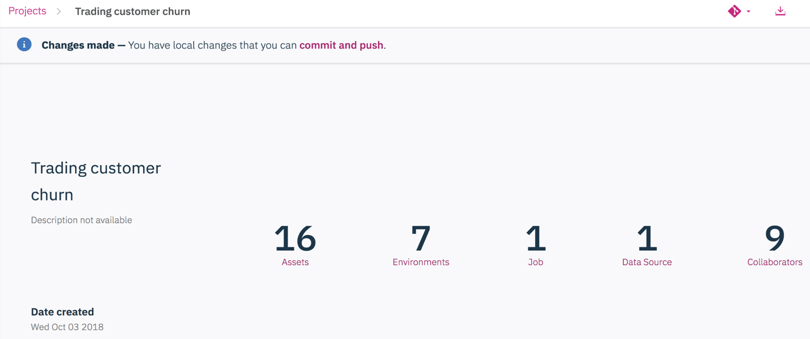 Projects > Trading customer churn
Changes made — You have local changes that you can commit and push.
Trading customer
churn
Description not available
16 7 1 1 9
Assets Environments Job Data Source Collaborators
Date created
Wed Oct 03 2018